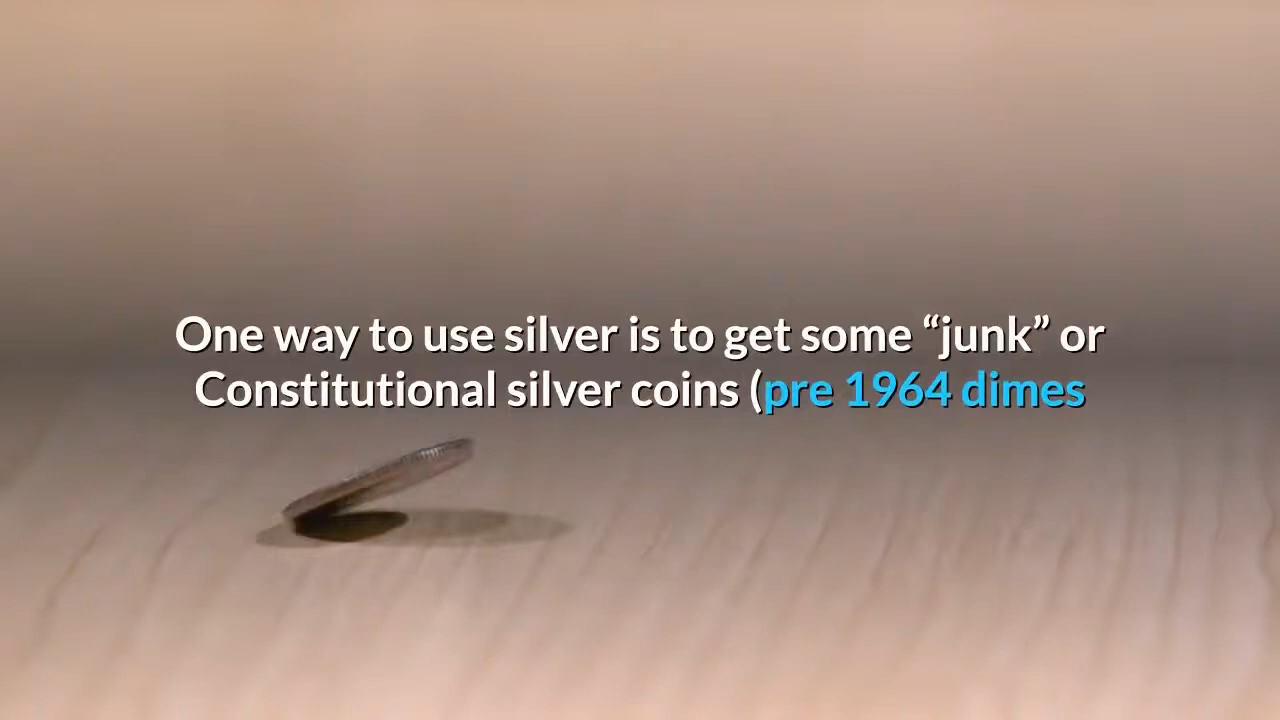 One way to use silver is to get some “junk” or
Constitutional silver coins (pre 1964 dimes